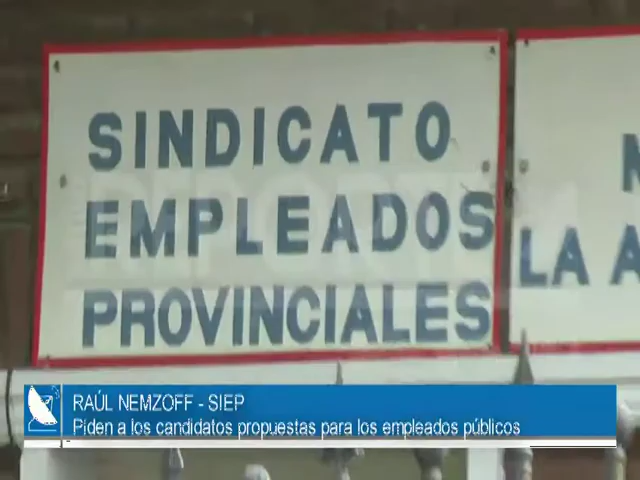 SINDICATO
EMPLEADOS
PROVINCIALES
LA A
RAÚL NEMZOFF - SIEP
Piden a los candidatos propuestas para los empleados públicos